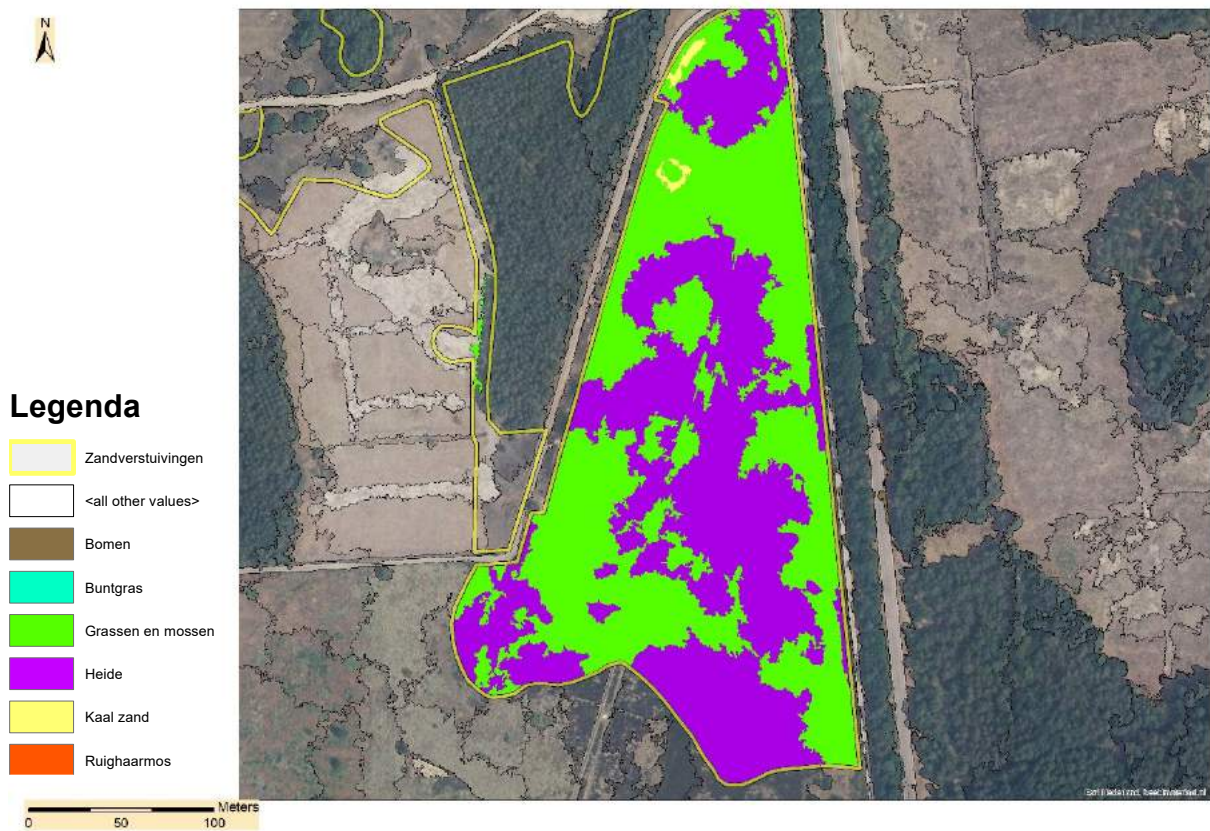 N
Legenda
Zandverstuivingen
<all other values>
Bomen
Buntgras
Grassen en mossen
Heide
Kaal zand
Ruighaarmos
Meters
0 50 100